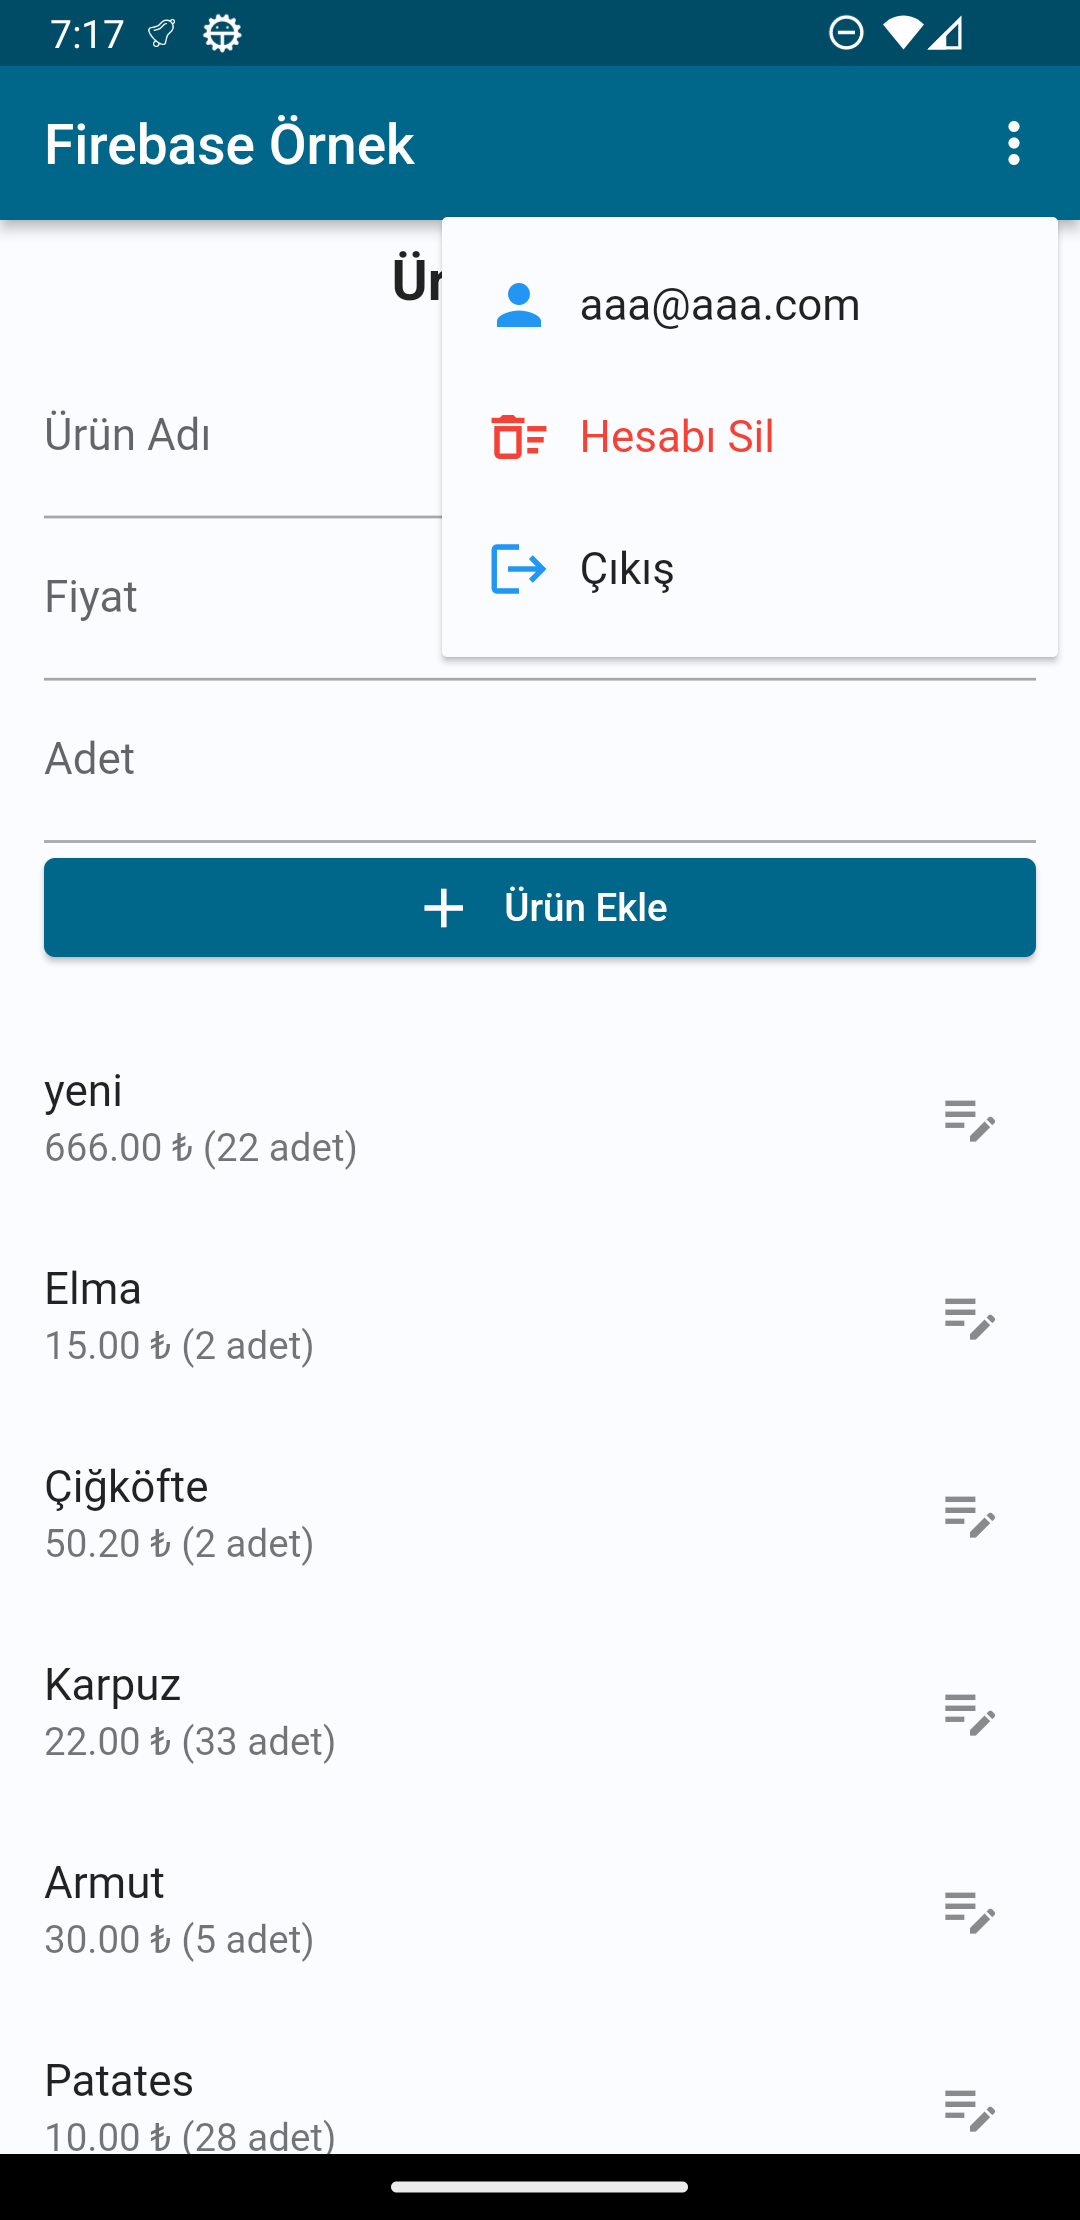 7:17
Firebase Örnek
aaa@aaa.com
Hesabı Sil
Çıkış
Ürün Adı
Fiyat
Adet
Ürün Ekle
yeni
666.00 ₺ (22 adet)
Elma
15.00 ₺ (2 adet)
Çiğköfte
50.20 ₺ (2 adet)
Karpuz
22.00 ₺ (33 adet)
Armut
30.00 ₺ (5 adet)
Patates
10.00 ₺ (28 adet)